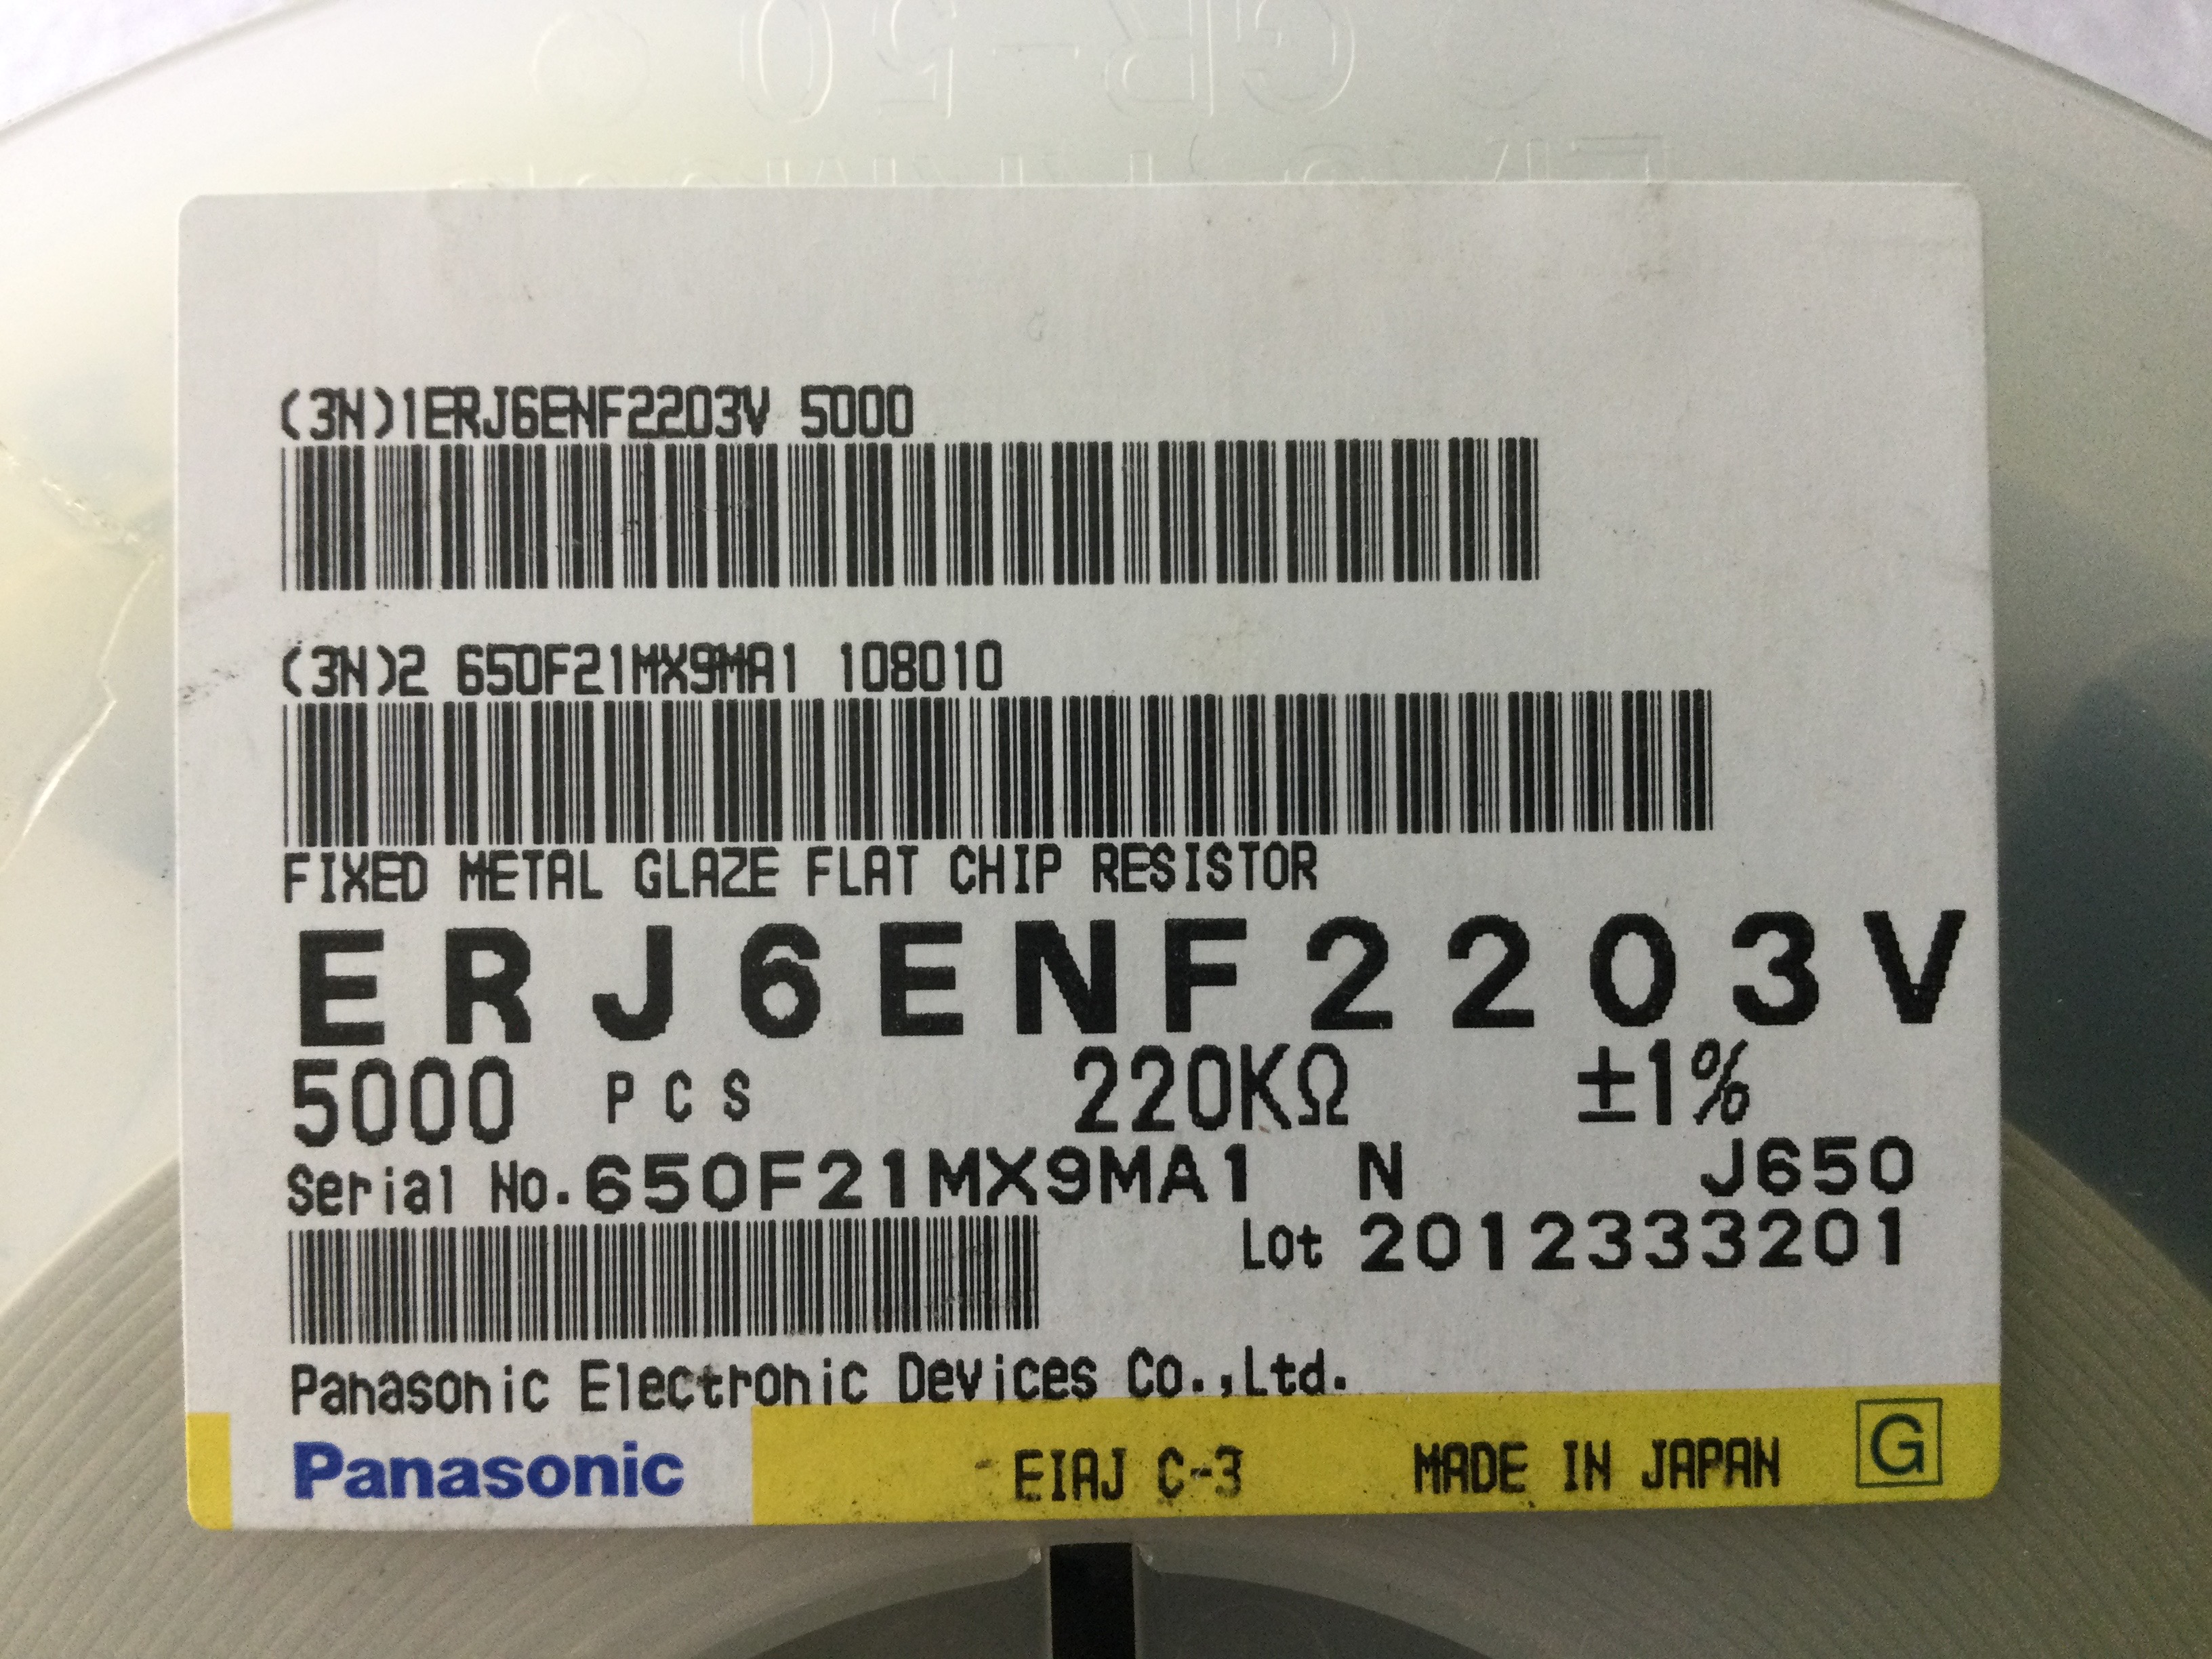 (3N)1ERJ6ENF2203V 5000
(3N)2 650F21MX9MA1 108010
FIXED METAL GLAZE FLAT CHIP RESISTOR
ERJ6ENF2203V
5000 PCS 220KΩ ±1%
Serial No.650F21MX9MA1 N J650
Lot 2012333201
Panasonic Electronic Devices Co.,Ltd.
Panasonic EIAJ C-3 MADE IN JAPAN G